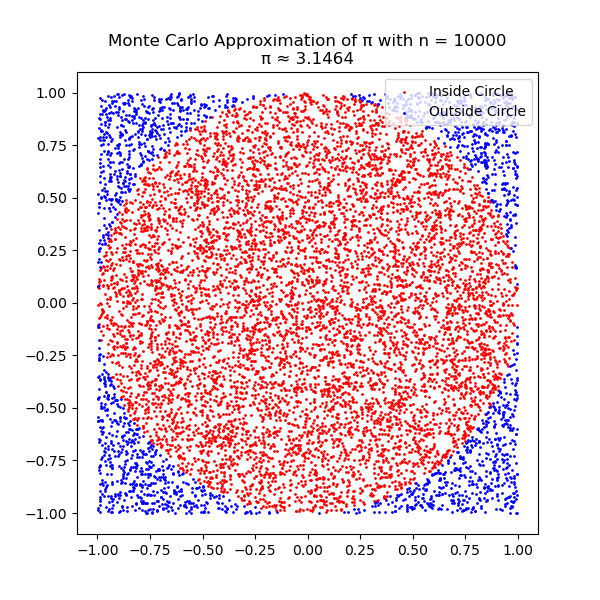 Monte Carlo Approximation of π with n = 10000
π ≈ 3.1464
Inside Circle
Outside Circle
1.00
0.75
0.50
0.25
0.00
−0.25
−0.50
−0.75
−1.00
−1.00 −0.75 −0.50 −0.25 0.00 0.25 0.50 0.75 1.00